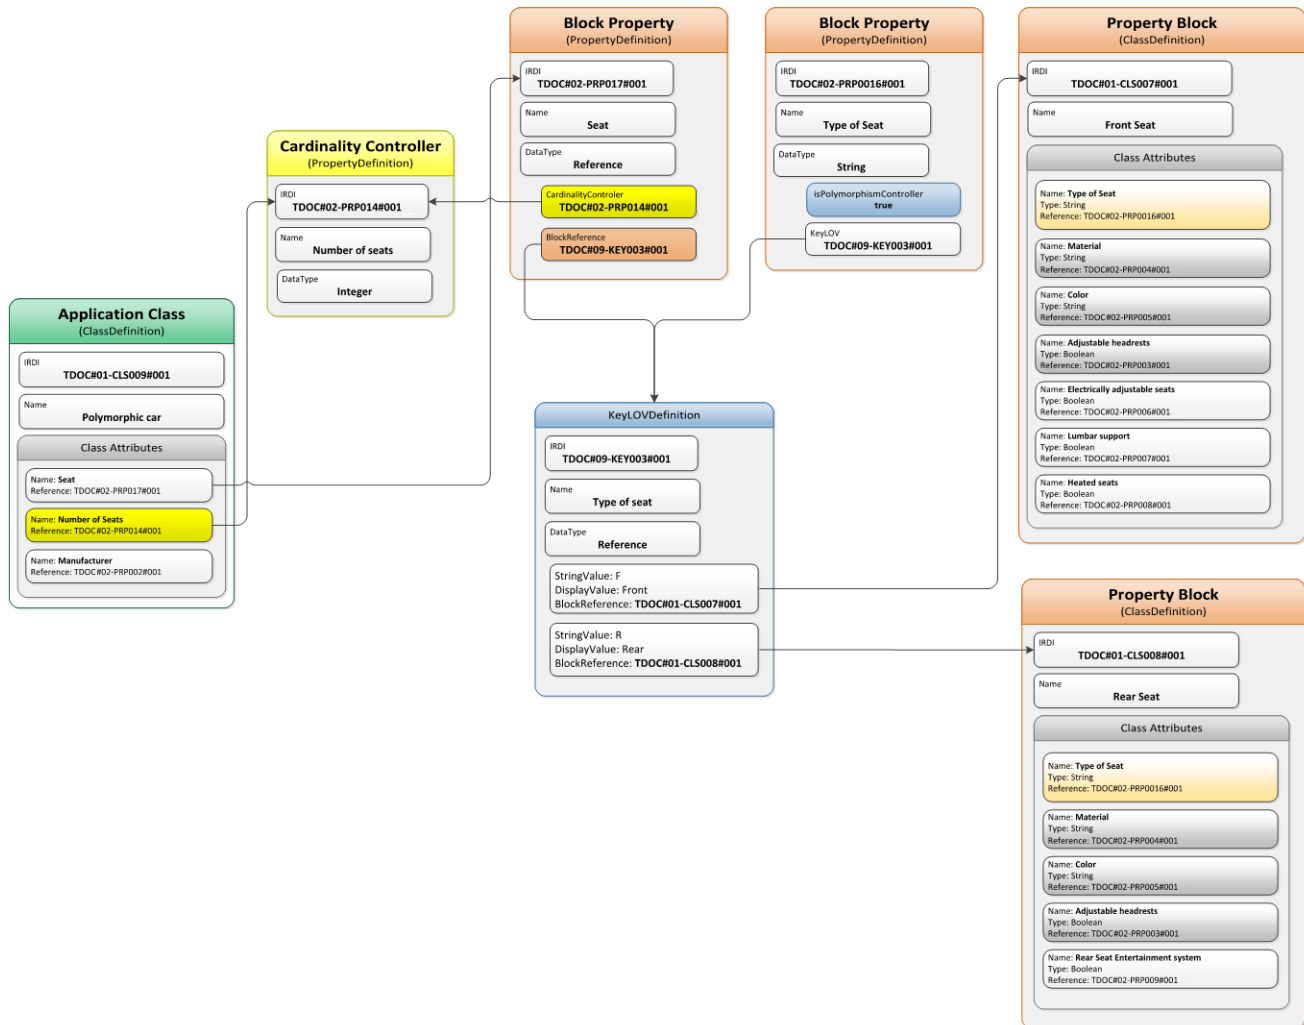 Block Property
(PropertyDefinition)
IRDI
TDOC#02-PRP017#001
Name
Seat
DataType
Reference
CardinalityControler
TDOC#02-PRP014#001
BlockReference
TDOC#09-KEY003#001
Block Property
(PropertyDefinition)
IRDI
TDOC#02-PRP0016#001
Name
Type of Seat
DataType
String
isPolymorphismController
true
KeyLOV
TDOC#09-KEY003#001
Property Block
(ClassDefinition)
IRDI
TDOC#01-CLS007#001
Name
Front Seat
Class Attributes
Name: Type of Seat
Type: String
Reference: TDOC#02-PRP0016#001
Name: Material
Type: String
Reference: TDOC#02-PRP004#001
Name: Color
Type: String
Reference: TDOC#02-PRP005#001
Name: Adjustable headrests
Type: Boolean
Reference: TDOC#02-PRP003#001
Name: Electrically adjustable seats
Type: Boolean
Reference: TDOC#02-PRP006#001
Name: Lumbar support
Type: Boolean
Reference: TDOC#02-PRP007#001
Name: Heated seats
Type: Boolean
Reference: TDOC#02-PRP008#001
Cardinality Controller
(PropertyDefinition)
IRDI
TDOC#02-PRP014#001
Name
Number of seats
DataType
Integer
Application Class
(ClassDefinition)
IRDI
TDOC#01-CLS009#001
Name
Polymorphic car
Class Attributes
Name: Seat
Reference: TDOC#02-PRP017#001
Name: Number of Seats
Reference: TDOC#02-PRP014#001
Name: Manufacturer
Reference: TDOC#02-PRP002#001
KeyLOVDefinition
IRDI
TDOC#09-KEY003#001
Name
Type of seat
DataType
Reference
StringValue: F
DisplayValue: Front
BlockReference: TDOC#01-CLS007#001
StringValue: R
DisplayValue: Rear
BlockReference: TDOC#01-CLS008#001
Property Block
(ClassDefinition)
IRDI
TDOC#01-CLS008#001
Name
Rear Seat
Class Attributes
Name: Type of Seat
Type: String
Reference: TDOC#02-PRP0016#001
Name: Material
Type: String
Reference: TDOC#02-PRP004#001
Name: Color
Type: String
Reference: TDOC#02-PRP005#001
Name: Adjustable headrests
Type: Boolean
Reference: TDOC#02-PRP003#001
Name: Rear Seat Entertainment system
Type: Boolean
Reference: TDOC#02-PRP009#001